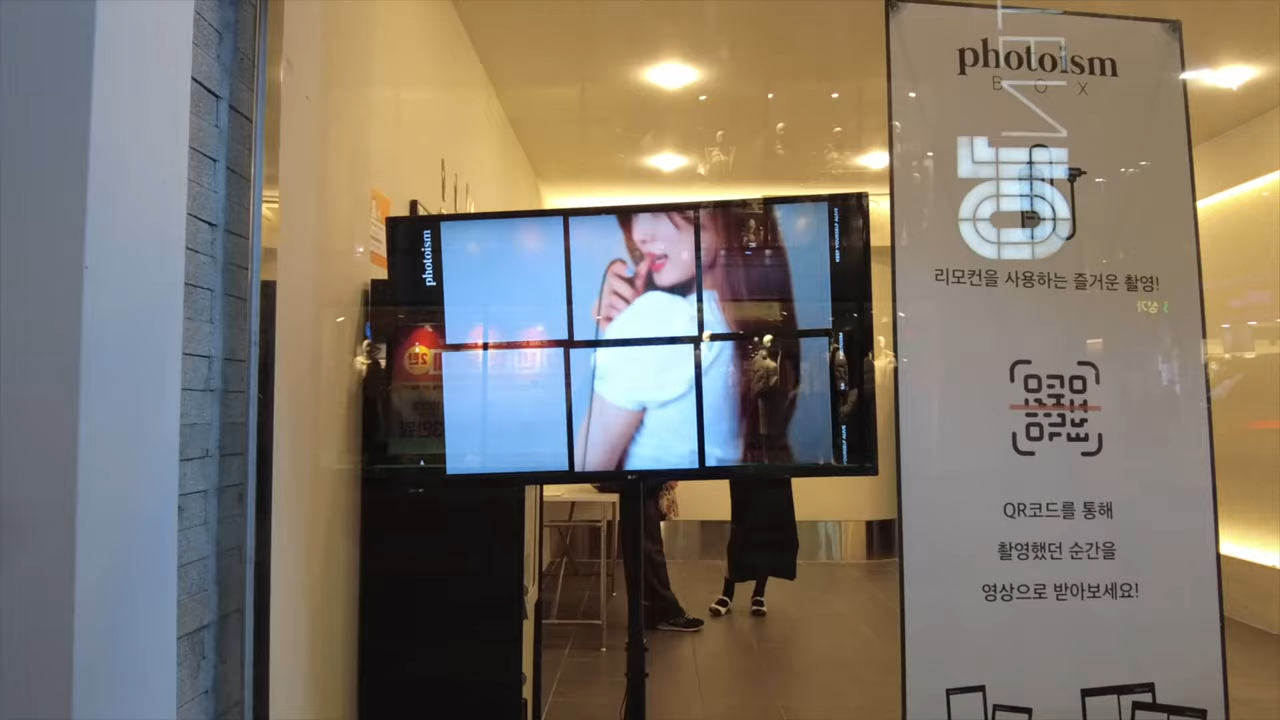 photoism
BOX
리모컨을 사용하는 즐거운 촬영!
QR코드를 통해
촬영했던 순간을
영상으로 받아보세요!
photoism